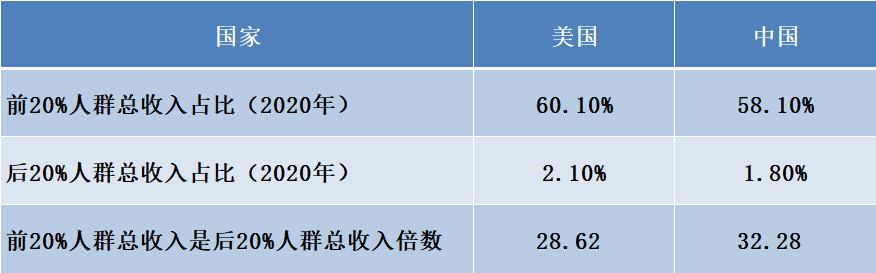 国家 美国 中国
前20%人群总收入占比（2020年） 60.10% 58.10%
后20%人群总收入占比（2020年） 2.10% 1.80%
前20%人群总收入是后20%人群总收入倍数 28.62 32.28